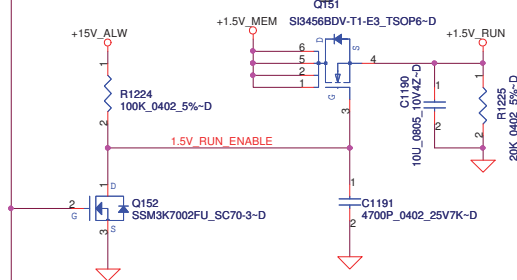 Q151
SI3456BDV-T1-E3_TSOP6~D
+15V_ALW
+1.5V_MEM
+1.5V_RUN
D
S
6
5
2
1
4
G
3
1
R1224
100K_0402_5%~D
2
C1190
10U_0805_10V4Z~D
1
2
1
R1225
20K_0402_5%~D
2
1.5V_RUN_ENABLE
1
D
2
G
Q152
SSM3K7002FU_SC70-3~D
3
S
1
C1191
4700P_0402_25V7K~D
2